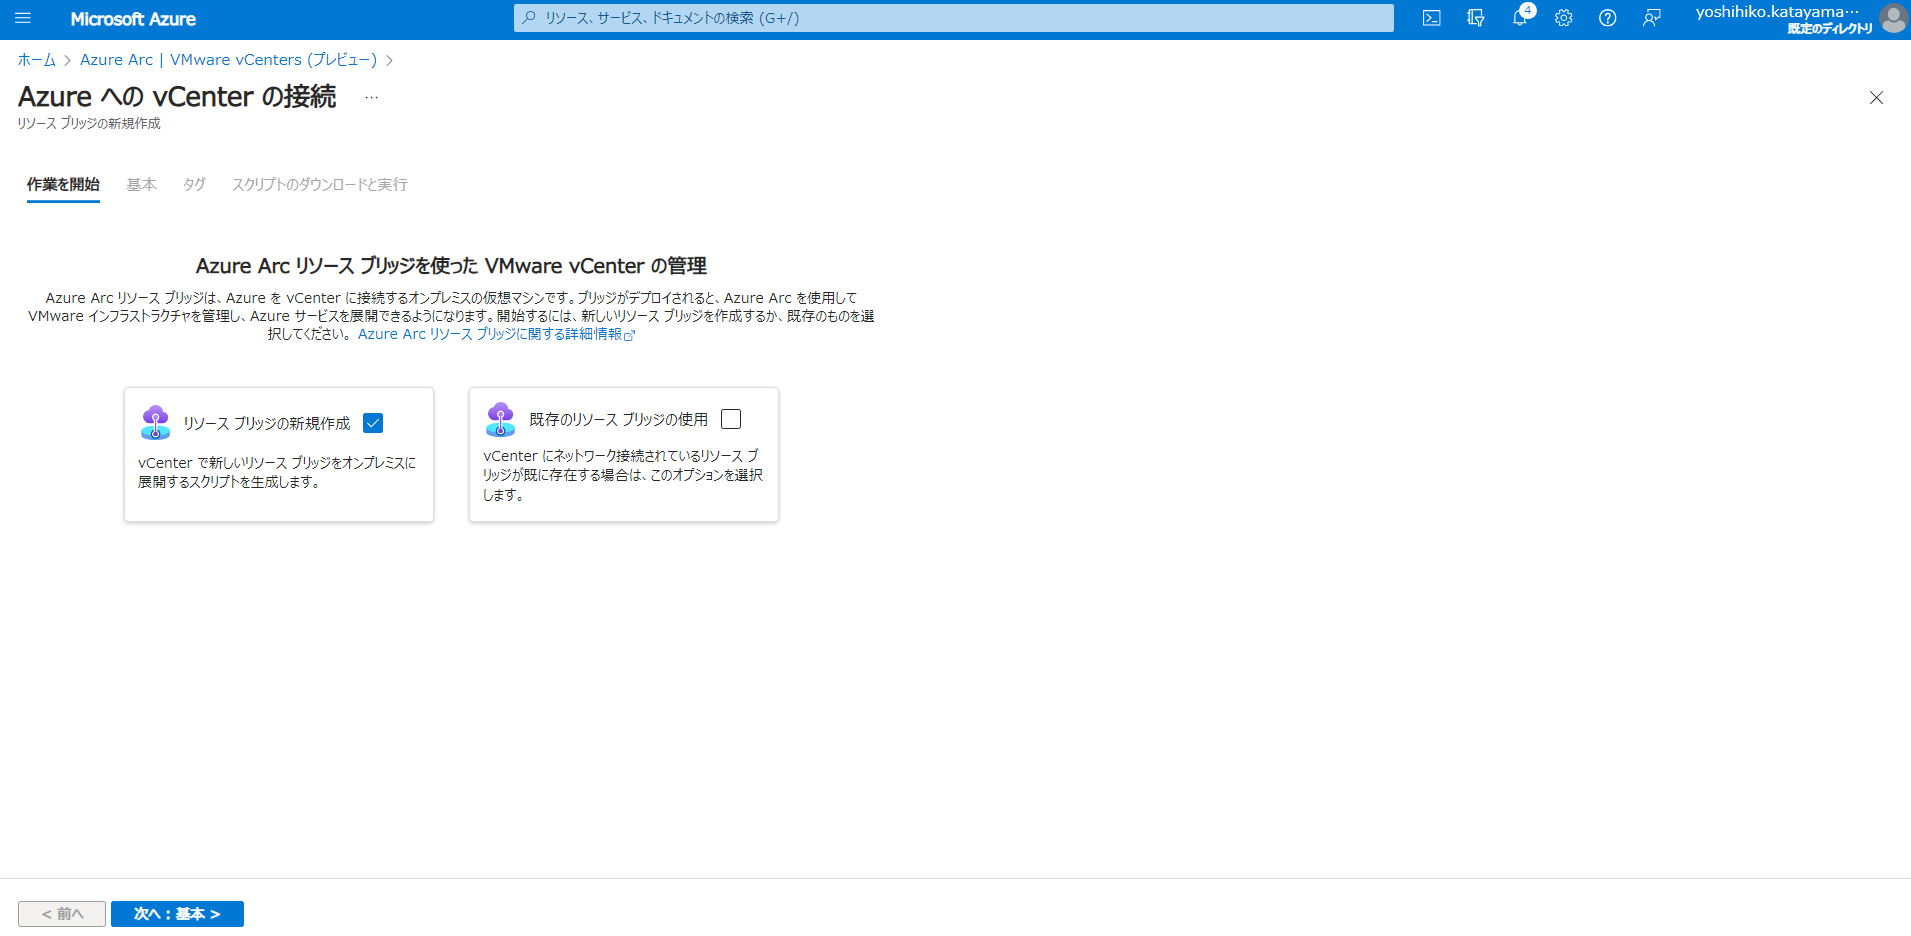 Microsoft Azure
リソース、サービス、ドキュメントの検索 (G+/)
4
yoshihiko.katayama…
既定のディレクトリ
ホーム > Azure Arc | VMware vCenters (プレビュー) >
Azure への vCenter の接続 …
リソース ブリッジの新規作成
作業を開始 基本 タグ スクリプトのダウンロードと実行
Azure Arc リソース ブリッジを使った VMware vCenter の管理
Azure Arc リソース ブリッジは、Azure を vCenter に接続するオンプレミスの仮想マシンです。ブリッジがデプロイされると、Azure Arc を使用して
VMware インフラストラクチャを管理し、Azure サービスを展開できるようになります。開始するには、新しいリソース ブリッジを作成するか、既存のものを選
択してください。 Azure Arc リソース ブリッジに関する詳細情報
リソース ブリッジの新規作成
vCenter で新しいリソース ブリッジをオンプレミスに
展開するスクリプトを生成します。
既存のリソース ブリッジの使用
vCenter にネットワーク接続されているリソース ブ
リッジが既に存在する場合は、このオプションを選択
します。
< 前へ
次へ : 基本 >